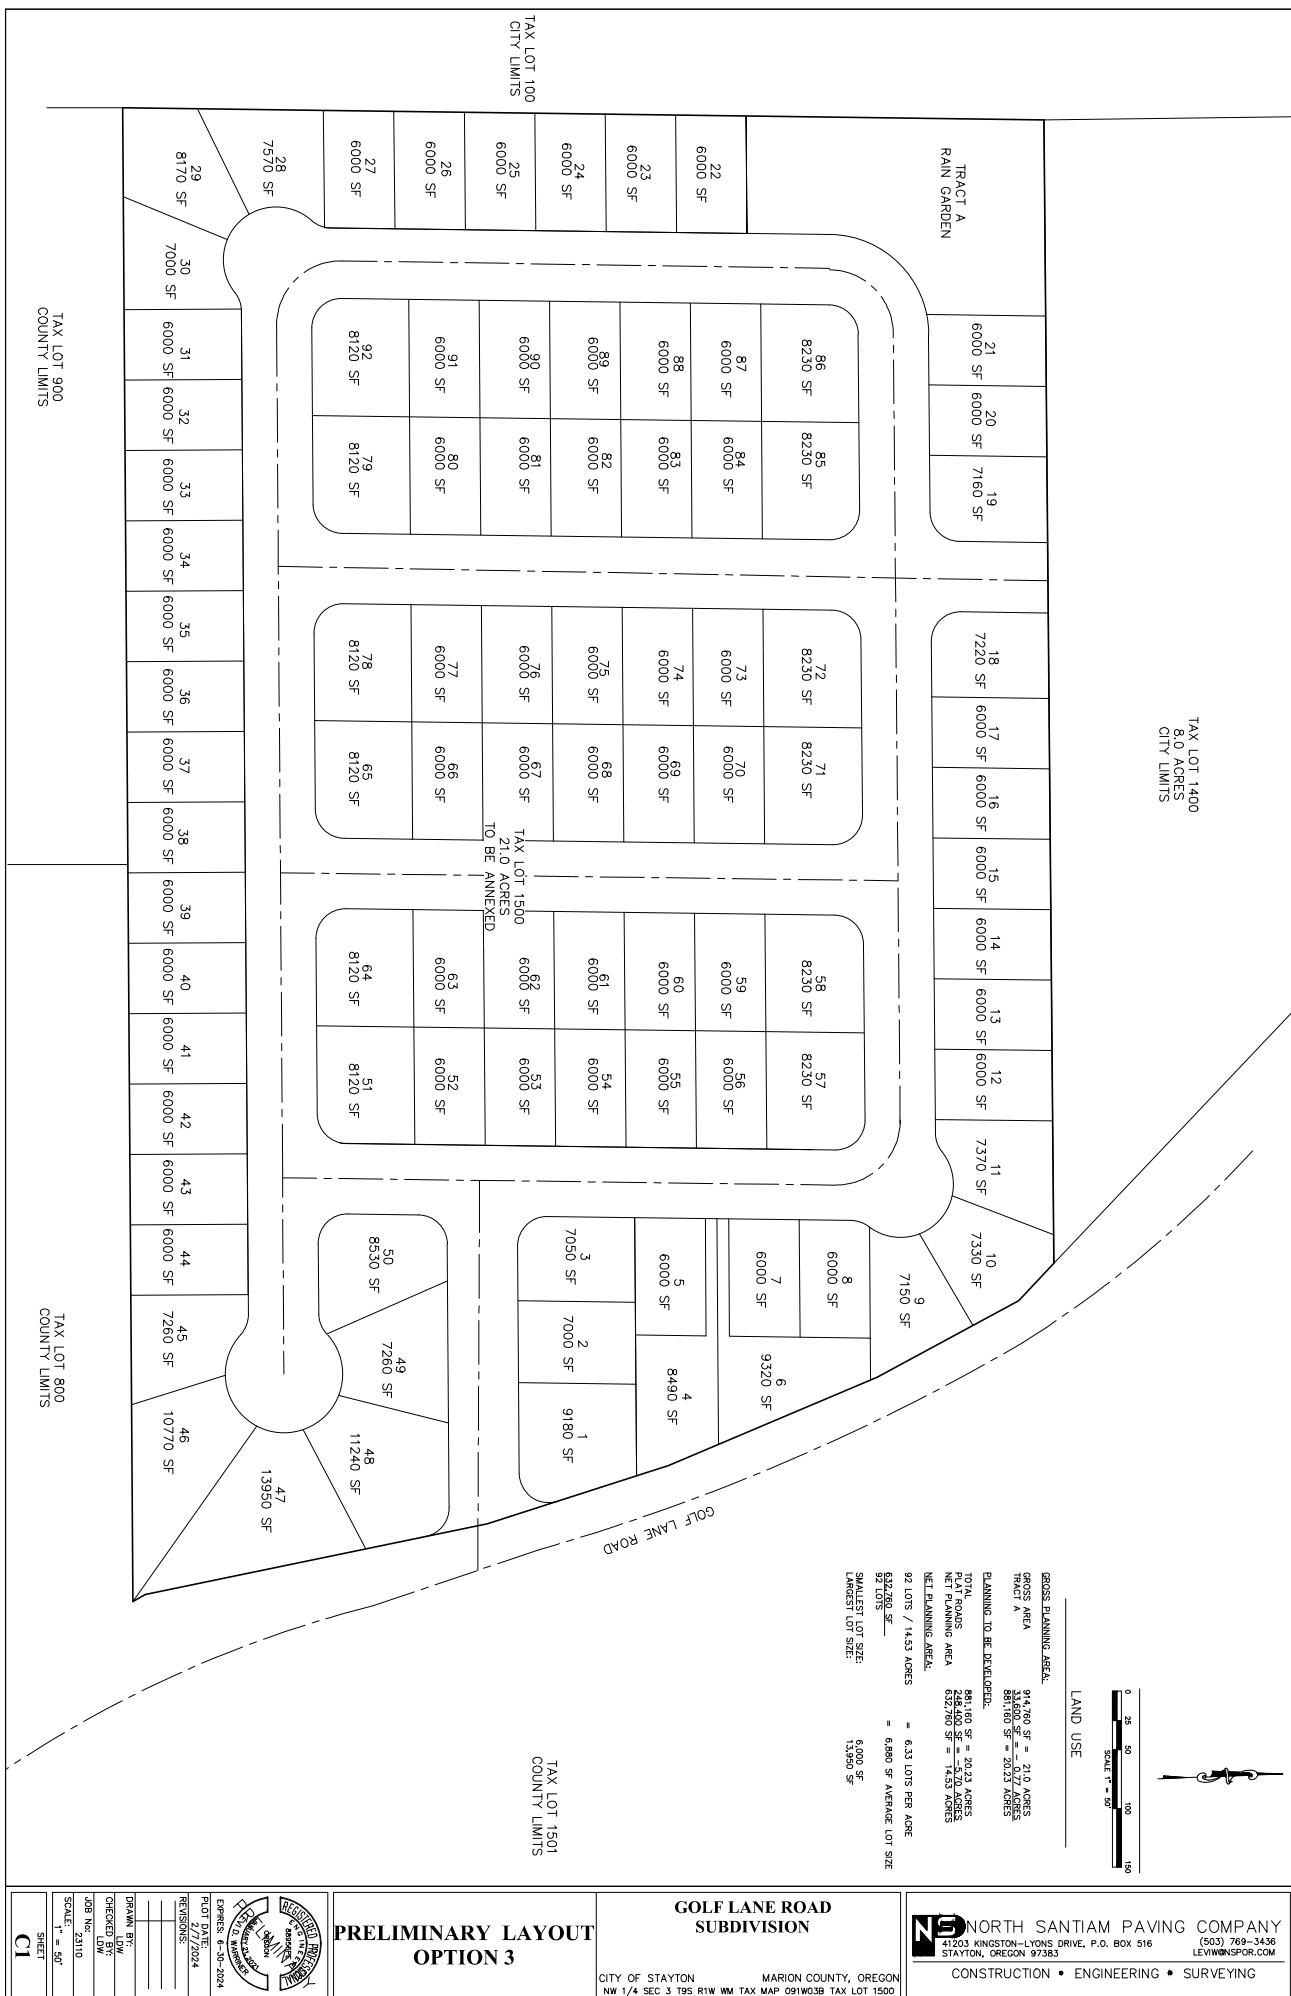 TAX LOT 100
CITY LIMITS
TRACT A
RAIN GARDEN
22
6000 SF
23
6000 SF
24
6000 SF
25
6000 SF
26
6000 SF
27
6000 SF
28
7570 SF
29
8170 SF
30
7000 SF
31
6000 SF
32
6000 SF
33
6000 SF
34
6000 SF
35
6000 SF
36
6000 SF
37
6000 SF
38
6000 SF
39
6000 SF
40
6000 SF
41
6000 SF
42
6000 SF
43
6000 SF
44
6000 SF
45
7260 SF
46
10770 SF
47
13950 SF
48
11240 SF
49
7260 SF
50
8530 SF
21
6000 SF
20
6000 SF
19
7160 SF
18
7220 SF
17
6000 SF
16
6000 SF
15
6000 SF
14
6000 SF
13
6000 SF
12
6000 SF
11
7370 SF
10
7330 SF
9
7150 SF
8
6000 SF
7
6000 SF
6
9320 SF
5
6000 SF
4
8490 SF
3
7050 SF
2
7000 SF
1
9180 SF
86
8230 SF
87
6000 SF
88
6000 SF
89
6000 SF
90
6000 SF
91
6000 SF
92
8120 SF
85
8230 SF
84
6000 SF
83
6000 SF
82
6000 SF
81
6000 SF
80
6000 SF
79
8120 SF
72
8230 SF
73
6000 SF
74
6000 SF
75
6000 SF
76
6000 SF
77
6000 SF
78
8120 SF
71
8230 SF
70
6000 SF
69
6000 SF
68
6000 SF
67
6000 SF
66
6000 SF
65
8120 SF
TAX LOT 1500
21.0 ACRES
TO BE ANNEXED
58
8230 SF
59
6000 SF
60
6000 SF
61
6000 SF
62
6000 SF
63
6000 SF
64
8120 SF
57
8230 SF
56
6000 SF
55
6000 SF
54
6000 SF
53
6000 SF
52
6000 SF
51
8120 SF
TAX LOT 900
COUNTY LIMITS
TAX LOT 800
COUNTY LIMITS
TAX LOT 1400
8.0 ACRES
CITY LIMITS
TAX LOT 1501
COUNTY LIMITS
GOLF LANE ROAD
0 25 50 100 150
SCALE 1" = 50'
LAND USE
GROSS PLANNING AREA:
GROSS AREA 914,760 SF = 21.0 ACRES
TRACT A 33,600 SF = - 0.77 ACRES
881,160 SF = 20.23 ACRES
PLANNING TO BE DEVELOPED:
TOTAL 881,160 SF = 20.23 ACRES
PLAT ROADS 248,400 SF = -5.70 ACRES
NET PLANNING AREA 632,760 SF = 14.53 ACRES
NET PLANNING AREA:
92 LOTS / 14.53 ACRES = 6.33 LOTS PER ACRE
632,760 SF = 6,880 SF AVERAGE LOT SIZE
92 LOTS
SMALLEST LOT SIZE: 6,000 SF
LARGEST LOT SIZE: 13,950 SF
NS NORTH SANTIAM PAVING COMPANY
41203 KINGSTON-LYONS DRIVE, P.O. BOX 516 (503) 769-3436
STAYTON, OREGON 97383 LEVIW@NSPOR.COM
CONSTRUCTION • ENGINEERING • SURVEYING
GOLF LANE ROAD
SUBDIVISION
CITY OF STAYTON MARION COUNTY, OREGON
NW 1/4 SEC 3 T9S R1W WM TAX MAP 091W03B TAX LOT 1500
PRELIMINARY LAYOUT
OPTION 3
REGISTERED PROFESSIONAL
ENGINEER
OREGON
LEVI D. WARRINER
EXPIRES: 6-30-2024
PLOT DATE:
2/7/2024
REVISIONS:
DRAWN BY:
LDW
CHECKED BY:
LDW
JOB No:
23110
SCALE:
1" = 50'
SHEET
C1